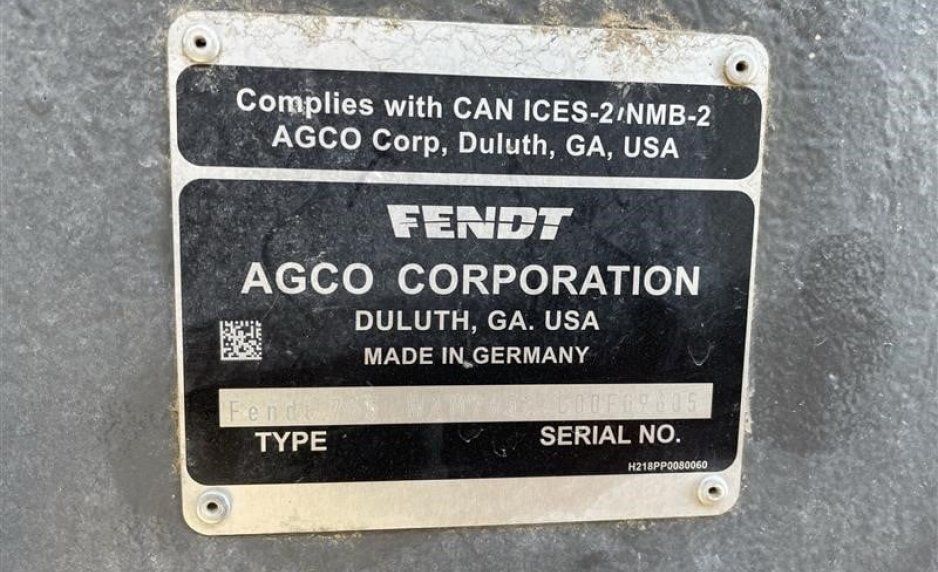 Complies with CAN ICES-2/NMB-2
AGCO Corp, Duluth, GA, USA
FENDT
AGCO CORPORATION
DULUTH, GA. USA
MADE IN GERMANY
Fendt
TYPE
SERIAL NO.
H218PP0080060